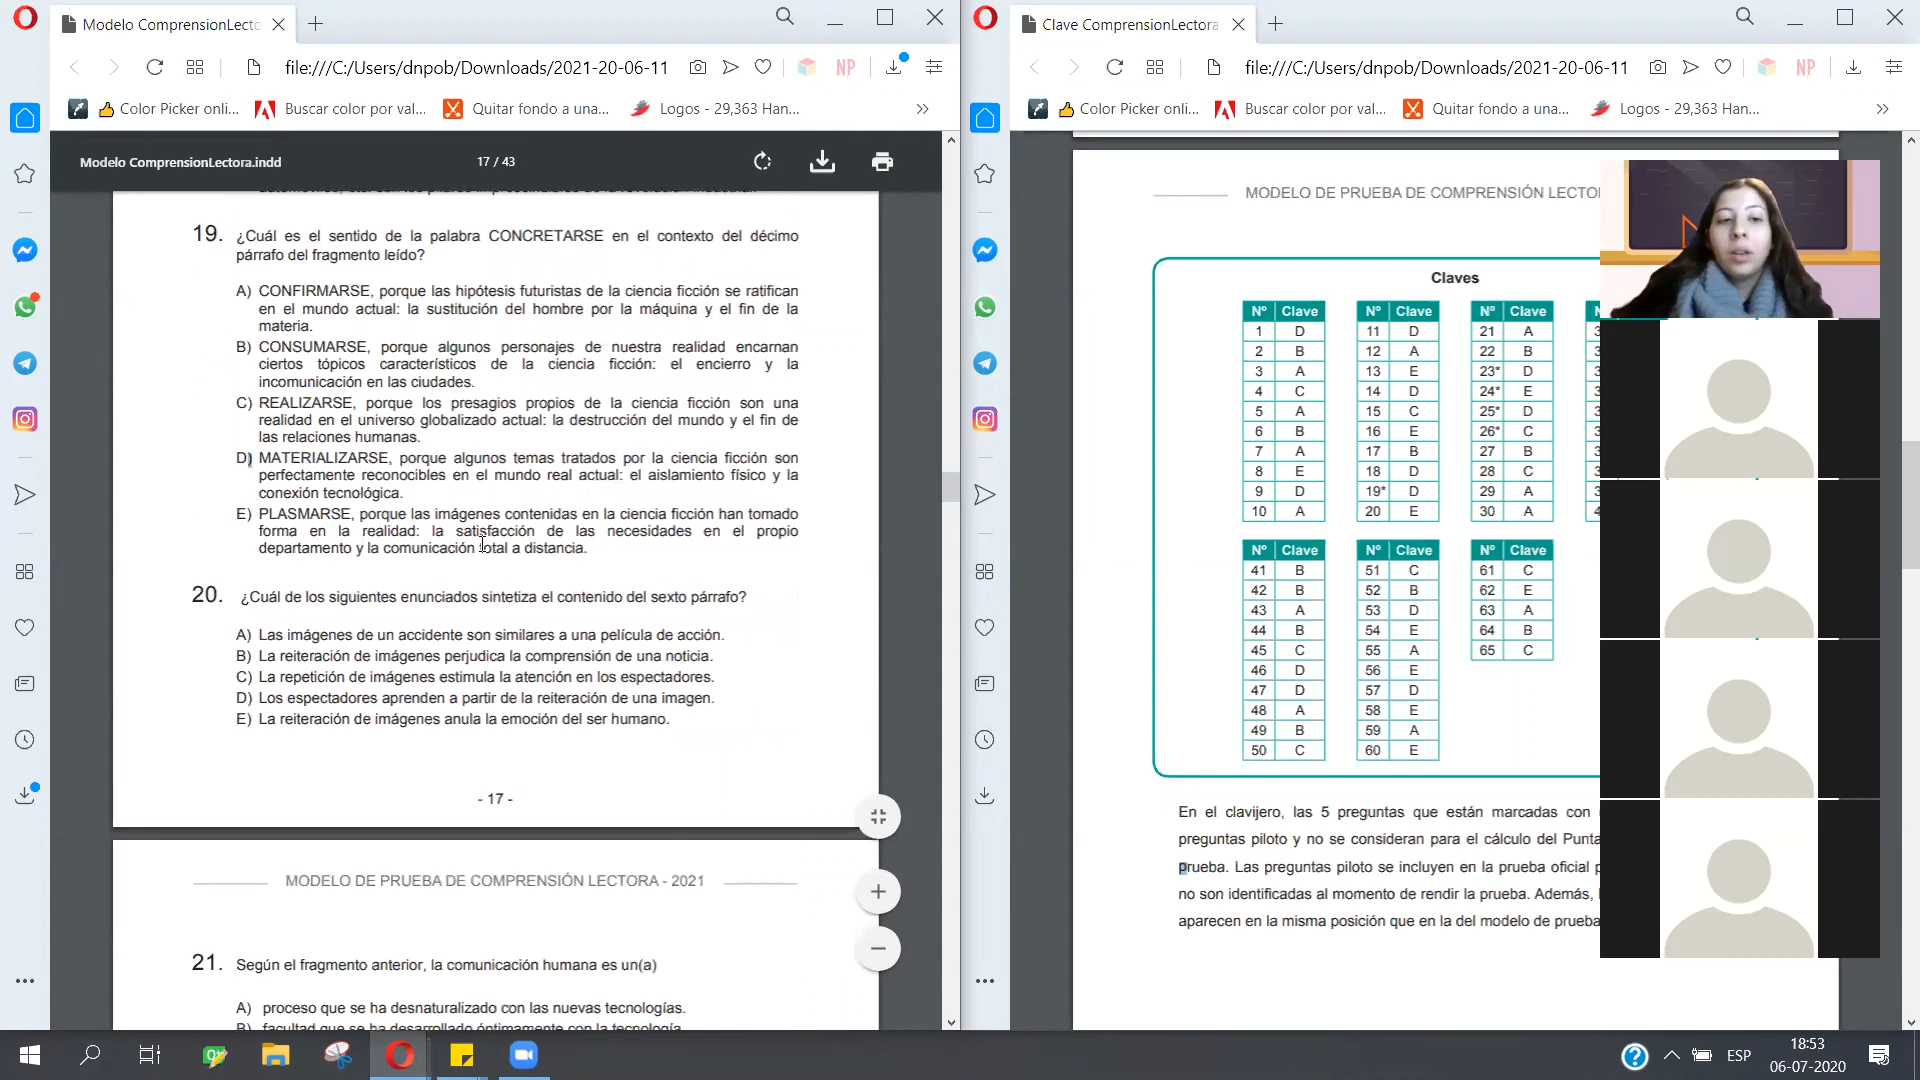 Modelo ComprensionLecto
Clave ComprensionLectora
file:///C:/Users/dnpob/Downloads/2021-20-06-11
NP
file:///C:/Users/dnpob/Downloads/2021-20-06-11
NP
Color Picker onli...
Buscar color por val...
Quitar fondo a una...
Logos - 29,363 Han...
Color Picker onli...
Buscar color por val...
Quitar fondo a una...
Logos - 29,363 Han...
Modelo ComprensionLectora.indd
17 / 43
19. ¿Cuál es el sentido de la palabra CONCRETARSE en el contexto del décimo
párrafo del fragmento leído?
A) CONFIRMARSE, porque las hipótesis futuristas de la ciencia ficción se ratifican
en el mundo actual: la sustitución del hombre por la máquina y el fin de la
materia.
B) CONSUMARSE, porque algunos personajes de nuestra realidad encarnan
ciertos tópicos característicos de la ciencia ficción: el encierro y la
incomunicación en las ciudades.
C) REALIZARSE, porque los presagios propios de la ciencia ficción son una
realidad en el universo globalizado actual: la destrucción del mundo y el fin de
las relaciones humanas.
D) MATERIALIZARSE, porque algunos temas tratados por la ciencia ficción son
perfectamente reconocibles en el mundo real actual: el aislamiento físico y la
conexión tecnológica.
E) PLASMARSE, porque las imágenes contenidas en la ciencia ficción han tomado
forma en la realidad: la satisfacción de las necesidades en el propio
departamento y la comunicación total a distancia.
20. ¿Cuál de los siguientes enunciados sintetiza el contenido del sexto párrafo?
A) Las imágenes de un accidente son similares a una película de acción.
B) La reiteración de imágenes perjudica la comprensión de una noticia.
C) La repetición de imágenes estimula la atención en los espectadores.
D) Los espectadores aprenden a partir de la reiteración de una imagen.
E) La reiteración de imágenes anula la emoción del ser humano.
- 17 -
MODELO DE PRUEBA DE COMPRENSIÓN LECTORA - 2021
21. Según el fragmento anterior, la comunicación humana es un(a)
A) proceso que se ha desnaturalizado con las nuevas tecnologías.
B) facultad que se ha desarrollado óptimamente con la tecnología
MODELO DE PRUEBA DE COMPRENSIÓN LECTO
Claves
Nº Clave Nº Clave Nº Clave N
1 D 11 D 21 A 3
2 B 12 A 22 B 3
3 A 13 E 23* D 3
4 C 14 D 24* E 3
5 A 15 C 25* D 3
6 B 16 E 26* C 3
7 A 17 B 27 B 3
8 E 18 D 28 C 3
9 D 19* D 29 A 3
10 A 20 E 30 A 4
Nº Clave Nº Clave Nº Clave
41 B 51 C 61 C
42 B 52 B 62 E
43 A 53 D 63 A
44 B 54 E 64 B
45 C 55 A 65 C
46 D 56 E
47 D 57 D
48 A 58 E
49 B 59 A
50 C 60 E
En el clavijero, las 5 preguntas que están marcadas con
preguntas piloto y no se consideran para el cálculo del Punta
prueba. Las preguntas piloto se incluyen en la prueba oficial p
no son identificadas al momento de rendir la prueba. Además,
aparecen en la misma posición que en la del modelo de prueba
ESP
18:53
06-07-2020